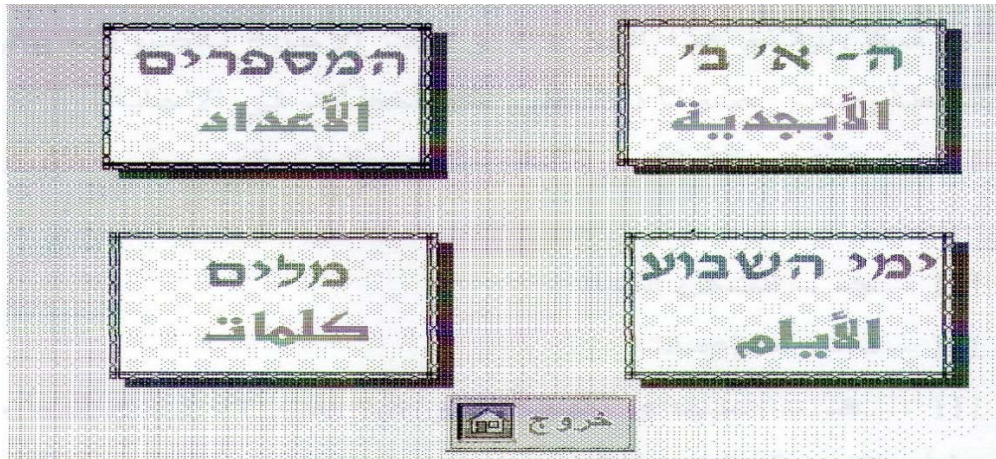 ה- א' ב'
الأبجدية
המספרים
الأعداد
ימי השבוע
الأيام
מלים
كلمات
خروج